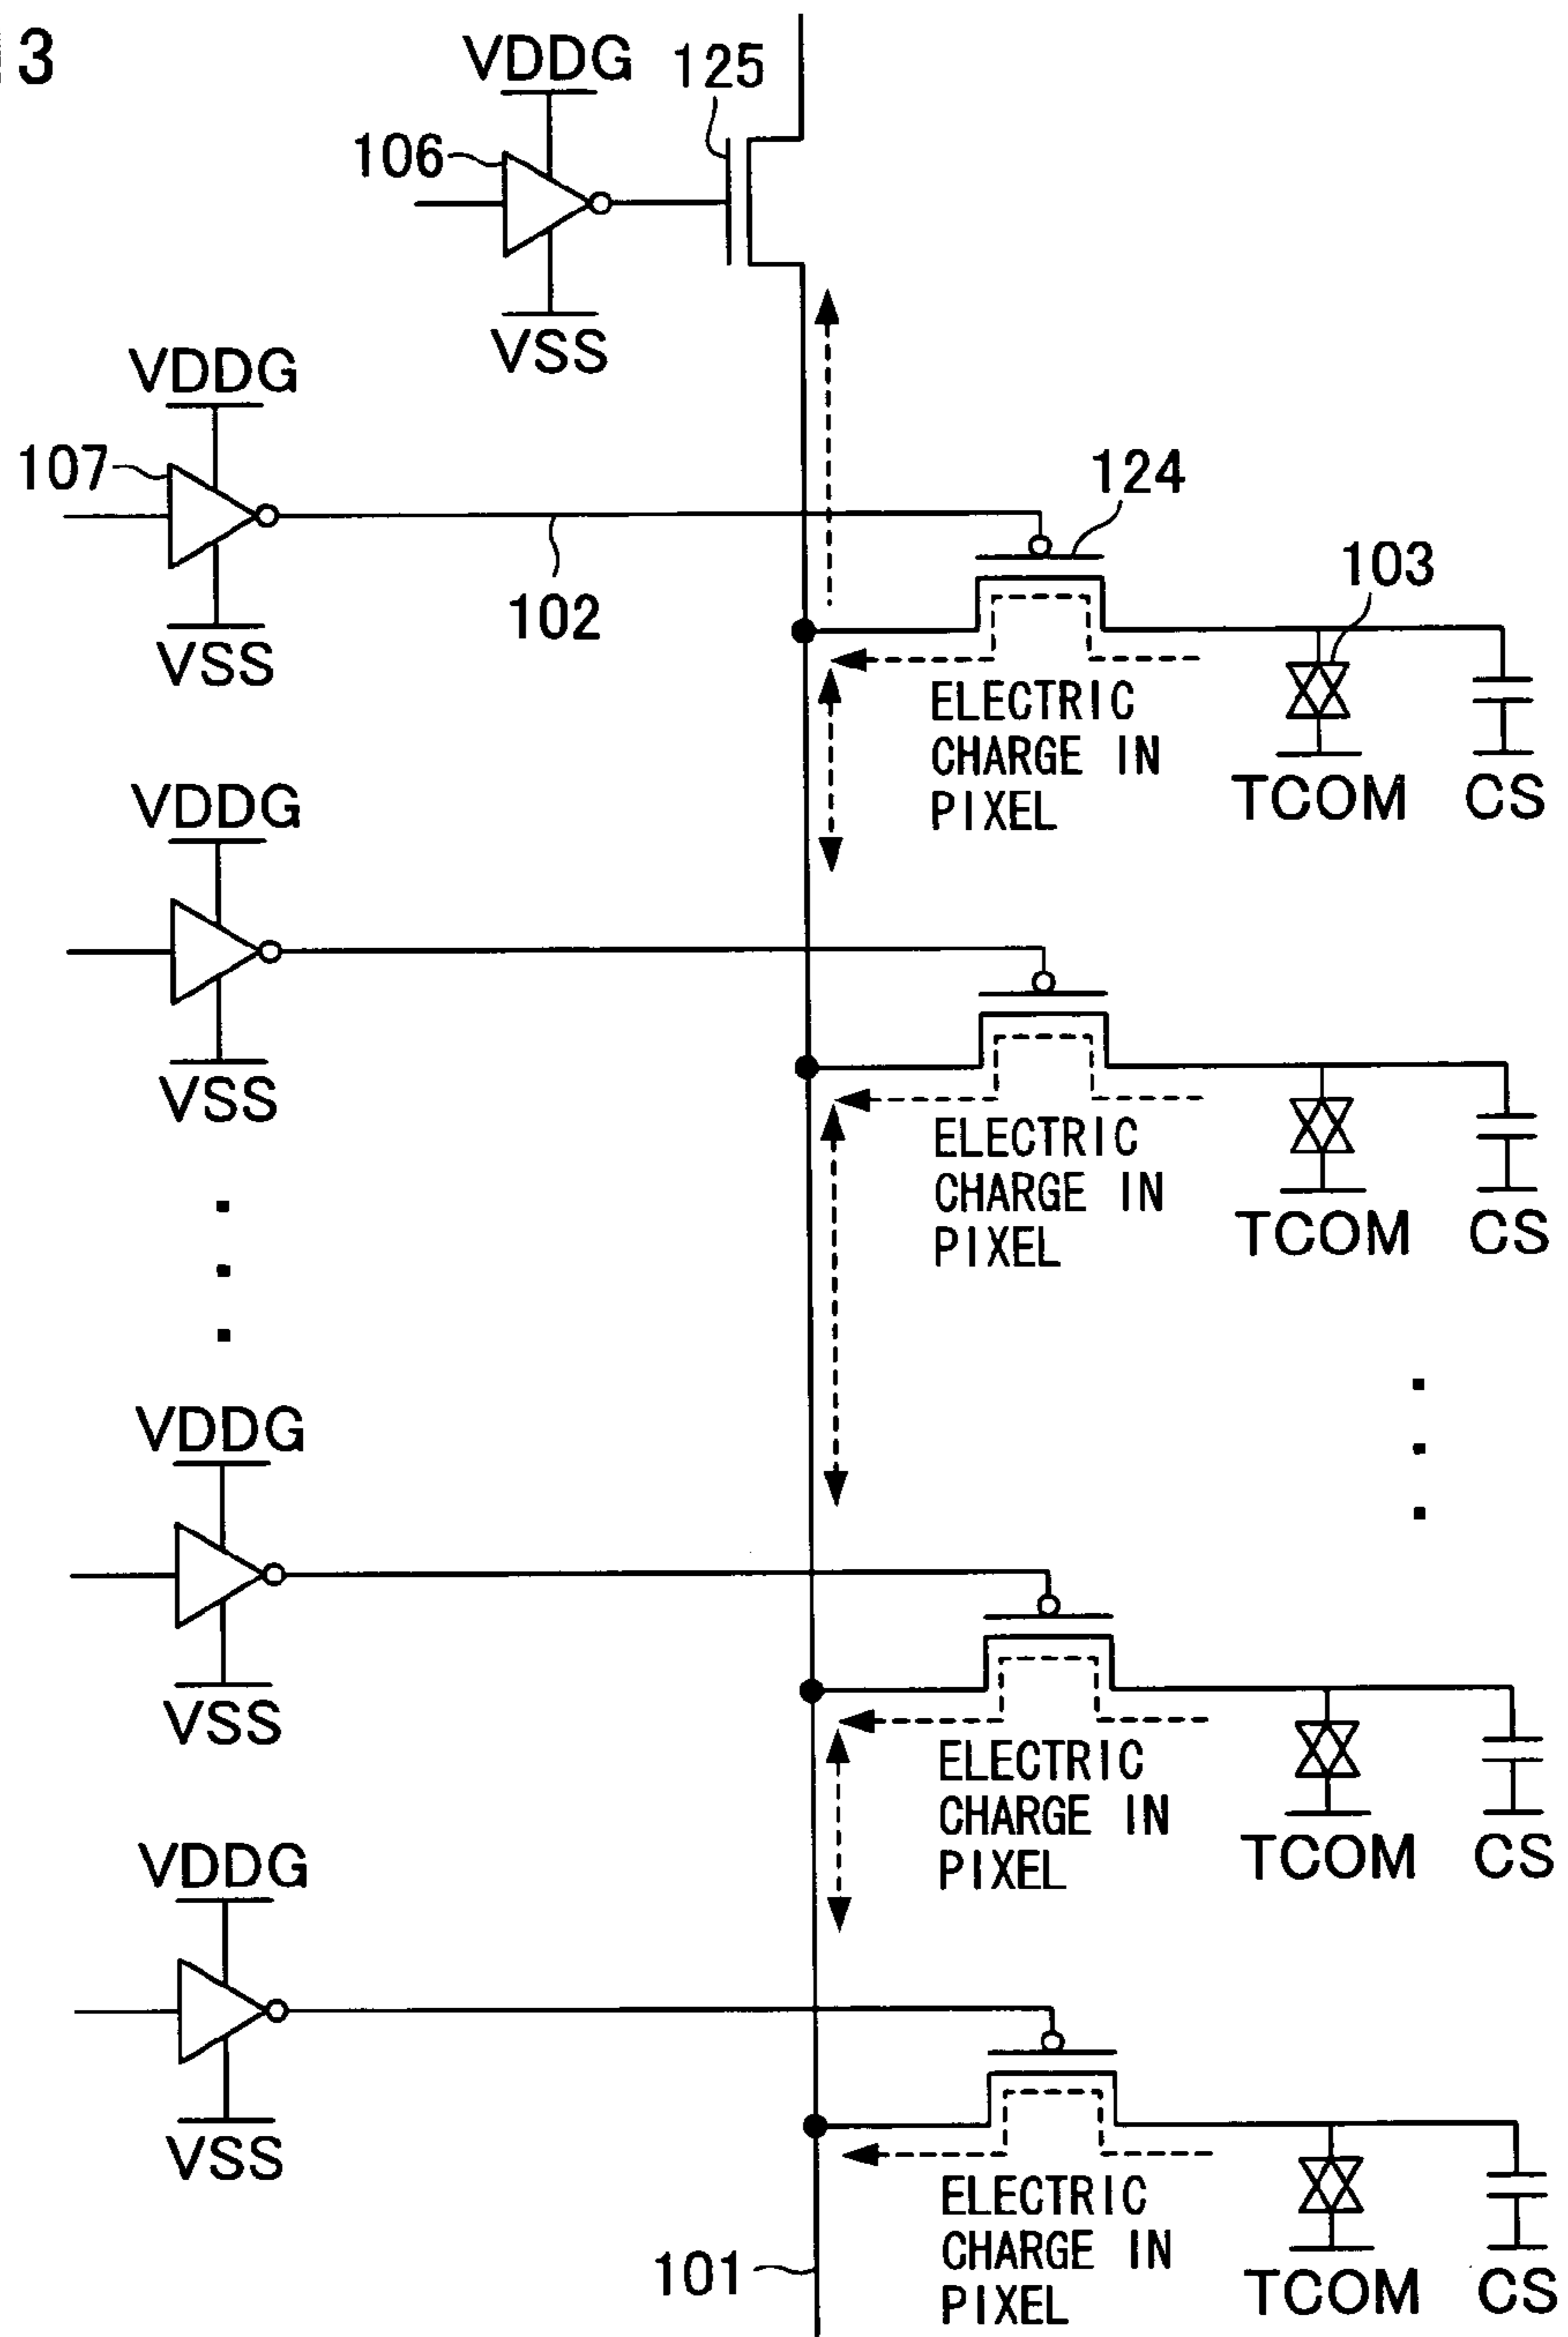 3
VDDG
125
106
VSS
VDDG
107
102
VSS
124
103
ELECTRIC
CHARGE IN
PIXEL
TCOM
CS
VDDG
VSS
ELECTRIC
CHARGE IN
PIXEL
TCOM
CS
VDDG
VSS
ELECTRIC
CHARGE IN
PIXEL
TCOM
CS
VDDG
VSS
ELECTRIC
CHARGE IN
PIXEL
TCOM
CS
101